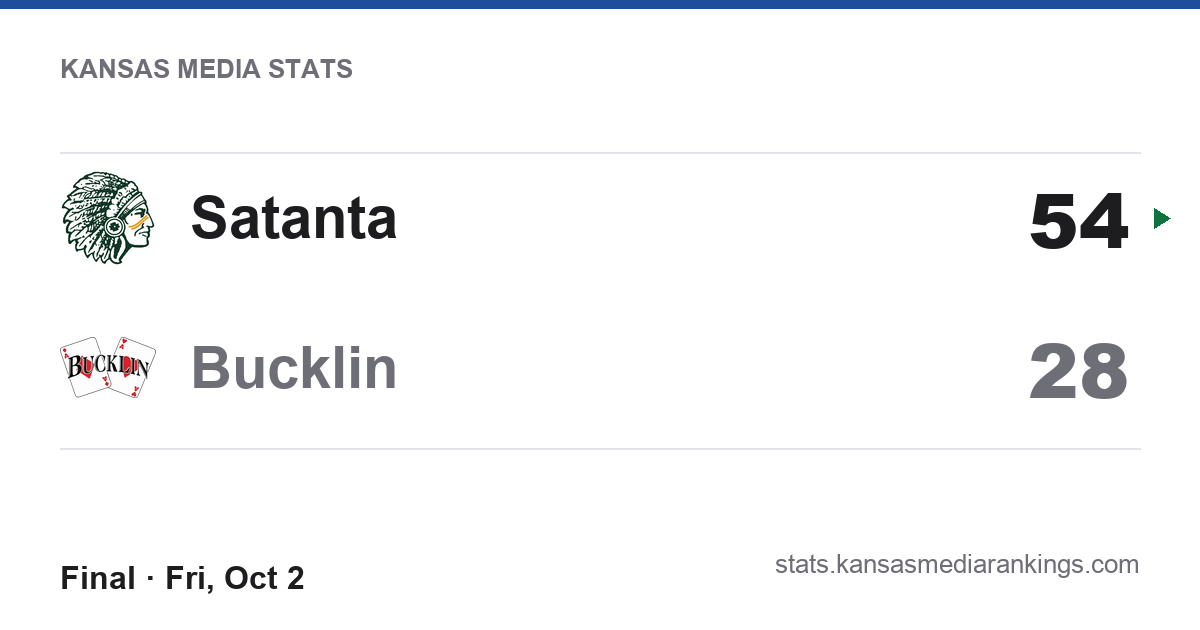 KANSAS MEDIA STATS
Satanta 54
BUCKLIN
Bucklin 28
Final · Fri, Oct 2
stats.kansasmediarankings.com